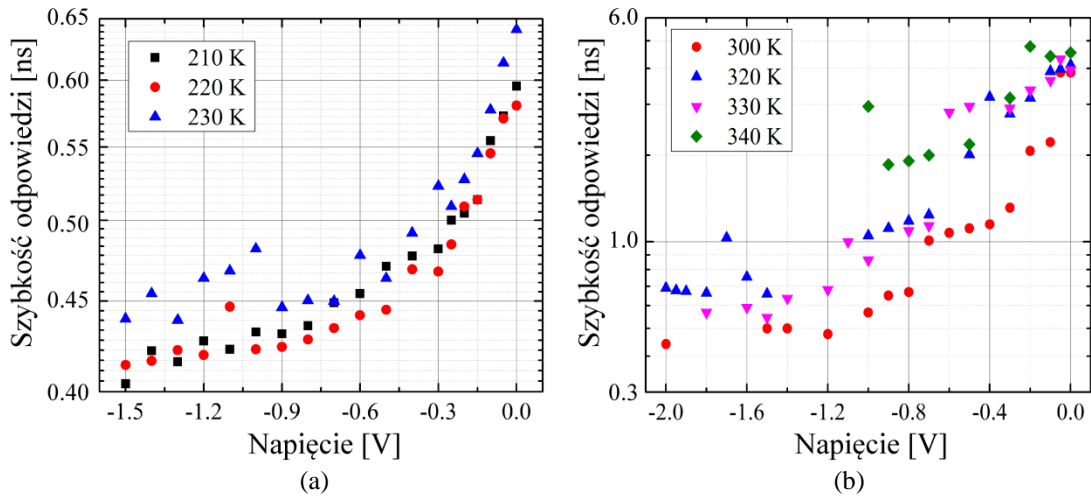 Szybkość odpowiedzi [ns]
0.65
0.60
0.55
0.50
0.45
0.40
210 K
220 K
230 K
-1.5
-1.2
-0.9
-0.6
-0.3
0.0
Napięcie [V]
(a)
Szybkość odpowiedzi [ns]
6.0
1.0
0.3
300 K
320 K
330 K
340 K
-2.0
-1.6
-1.2
-0.8
-0.4
0.0
Napięcie [V]
(b)